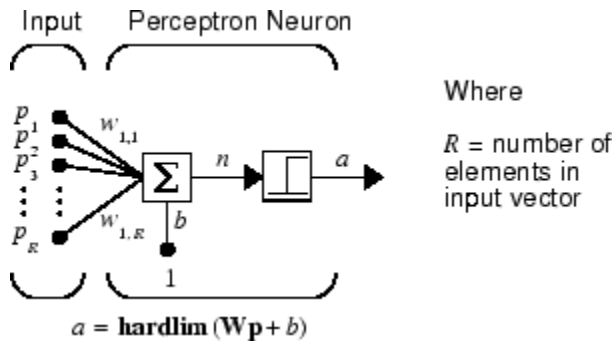 Input
Perceptron Neuron
p1
p2
p3
pR
w1,1
w1,R
Σ
n
a
b
1
a = hardlim (Wp + b)
Where
R = number of
elements in
input vector